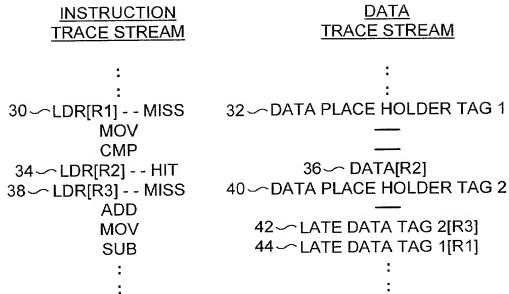 INSTRUCTION DATA
TRACE STREAM TRACE STREAM
: :
: :
30 LDR[R1] - - MISS 32 DATA PLACE HOLDER TAG 1
MOV —
CMP —
34 LDR[R2] - - HIT 36 DATA[R2]
38 LDR[R3] - - MISS 40 DATA PLACE HOLDER TAG 2
ADD —
MOV 42 LATE DATA TAG 2[R3]
SUB 44 LATE DATA TAG 1[R1]
: :
: :